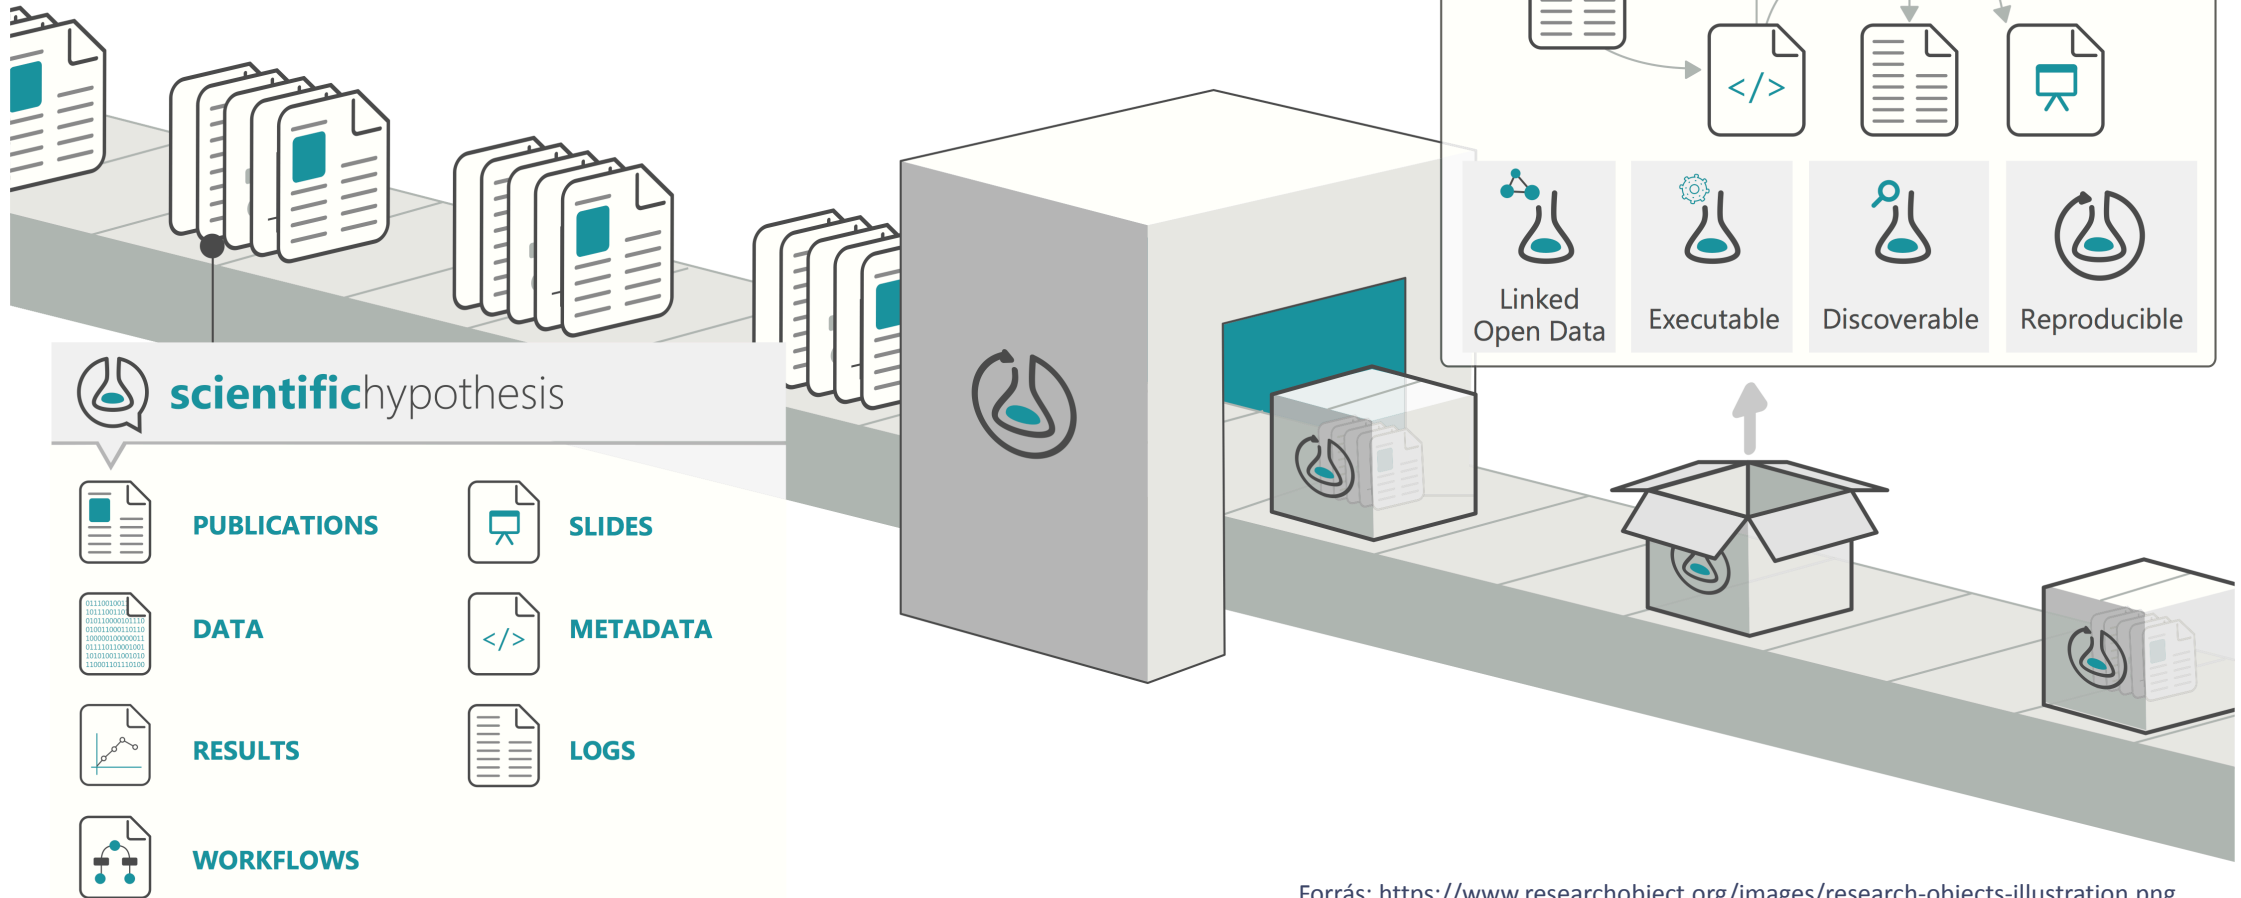 </>
Linked
Open Data
Executable
Discoverable
Reproducible
scientifichypothesis
PUBLICATIONS
SLIDES
DATA
</>
METADATA
RESULTS
LOGS
WORKFLOWS
Forrás: https://www.researchobject.org/images/research-objects-illustration.png